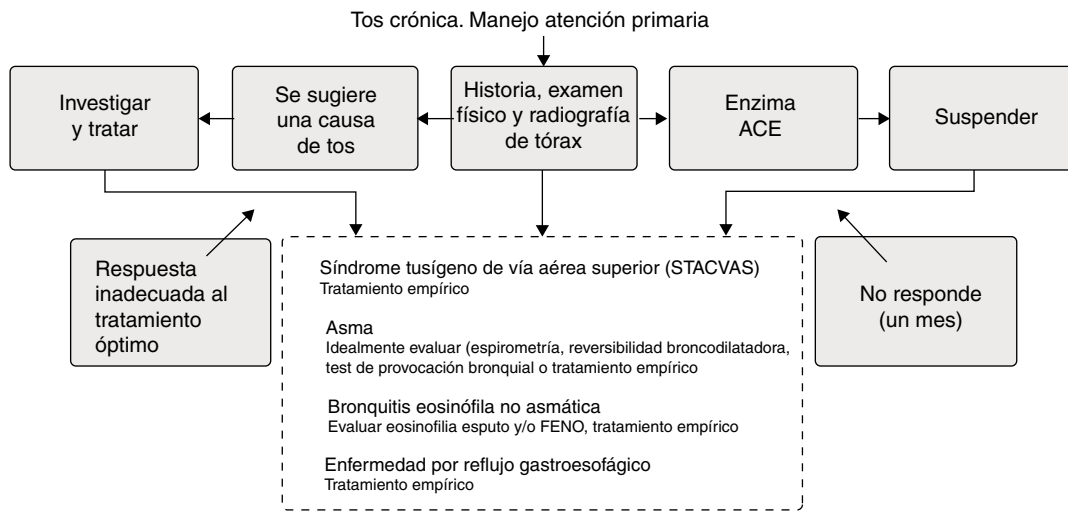 Tos crónica. Manejo atención primaria
Investigar
y tratar
Se sugiere
una causa
de tos
Historia, examen
físico y radiografía
de tórax
Enzima
ACE
Suspender
Respuesta
inadecuada al
tratamiento
óptimo
Síndrome tusígeno de vía aérea superior (STACVAS)
Tratamiento empírico
Asma
Idealmente evaluar (espirometría, reversibilidad broncodilatadora,
test de provocación bronquial o tratamiento empírico
Bronquitis eosinófila no asmática
Evaluar eosinofilia esputo y/o FENO, tratamiento empírico
Enfermedad por reflujo gastroesofágico
Tratamiento empírico
No responde
(un mes)